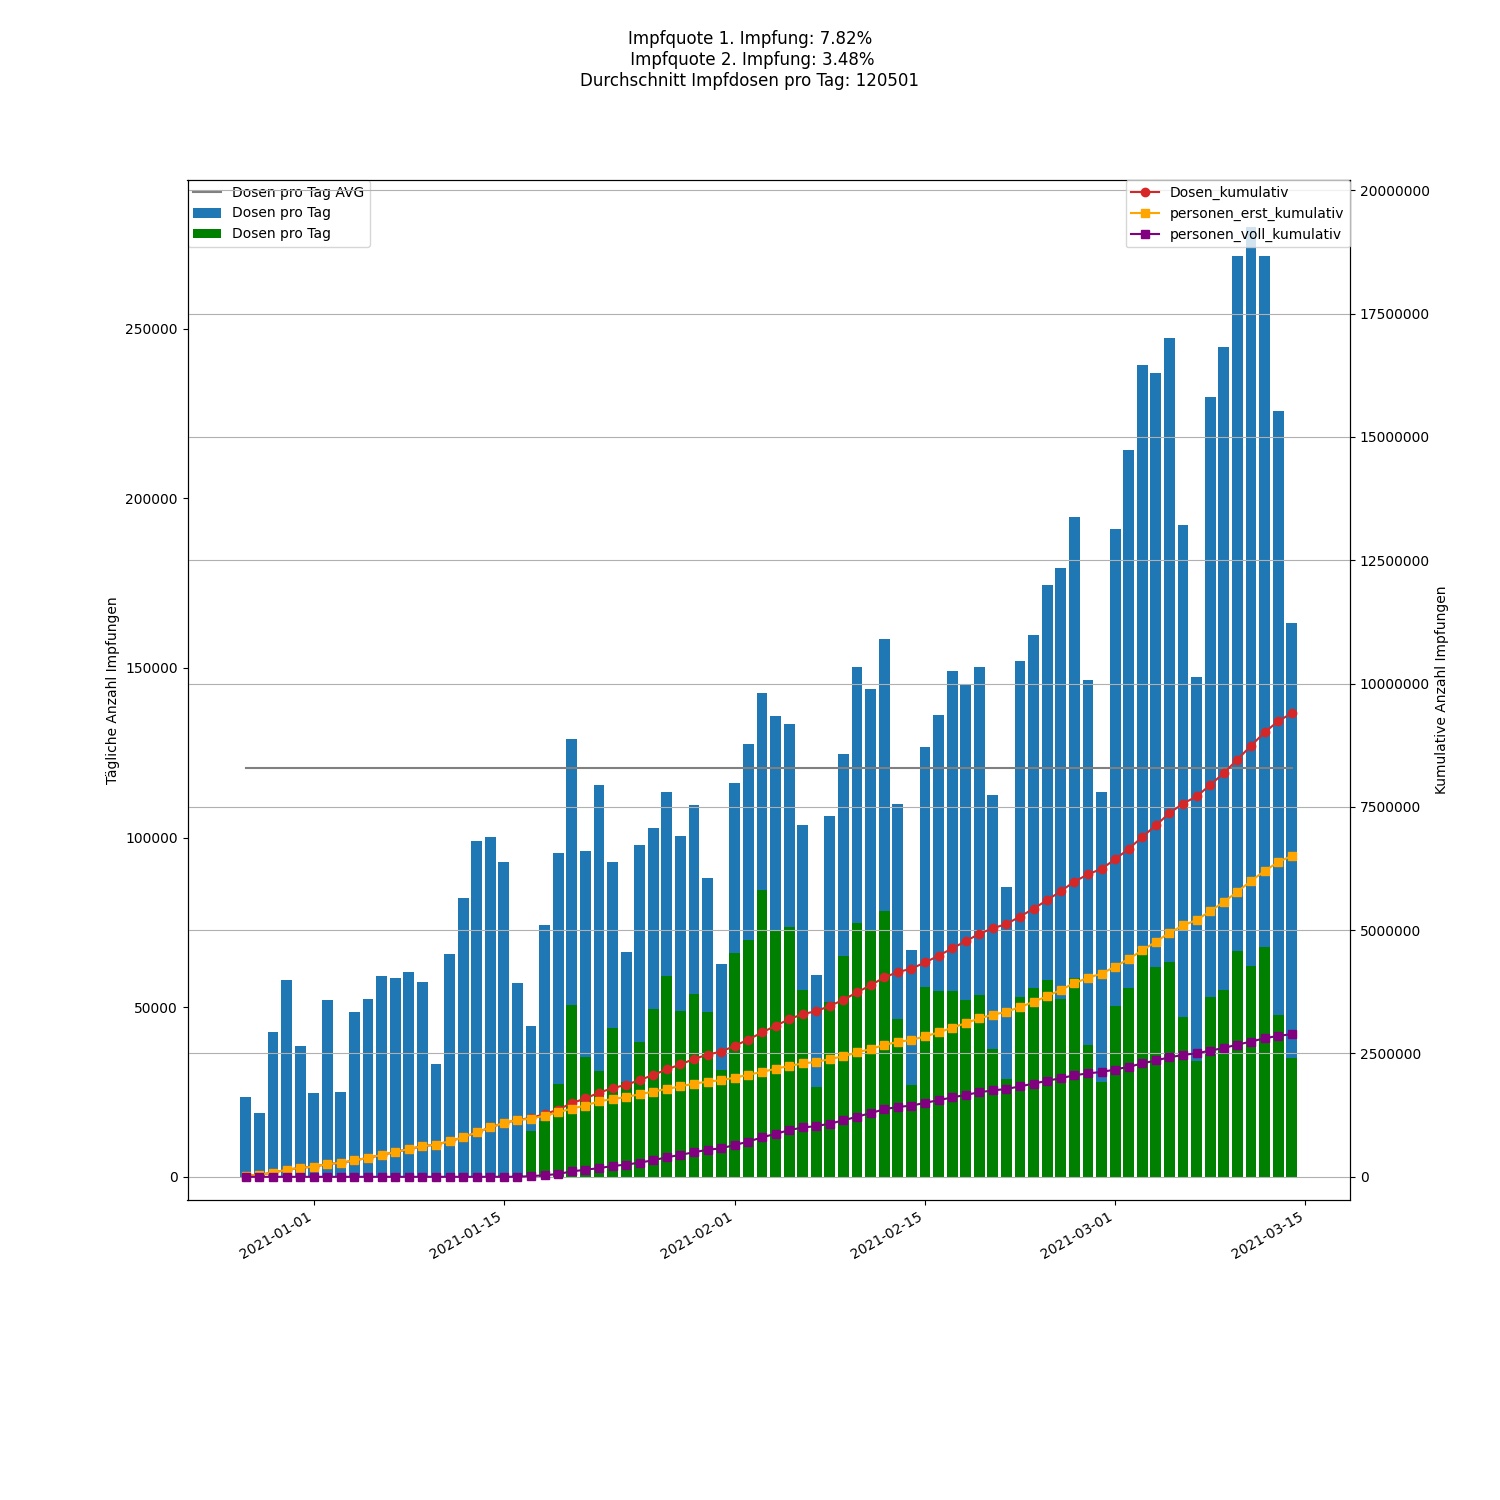 Impfquote 1. Impfung: 7.82%
Impfquote 2. Impfung: 3.48%
Durchschnitt Impfdosen pro Tag: 120501
Dosen pro Tag AVG
Dosen pro Tag
Dosen pro Tag
Dosen_kumulativ
personen_erst_kumulativ
personen_voll_kumulativ
Tägliche Anzahl Impfungen
250000
200000
150000
100000
50000
0
20000000
17500000
15000000
12500000
10000000
7500000
5000000
2500000
0
Kumulative Anzahl Impfungen
2021-01-01
2021-01-15
2021-02-01
2021-02-15
2021-03-01
2021-03-15